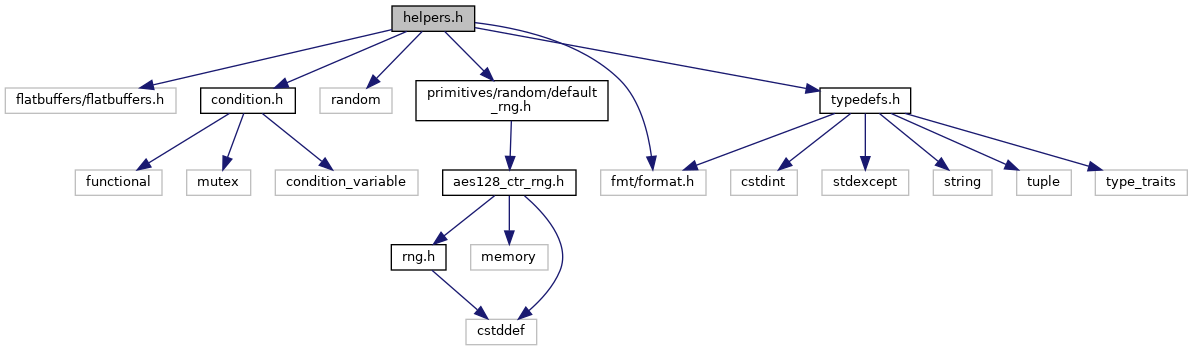 helpers.h
flatbuffers/flatbuffers.h
condition.h
random
primitives/random/default
_rng.h
typedefs.h
functional
mutex
condition_variable
aes128_ctr_rng.h
fmt/format.h
cstdint
stdexcept
string
tuple
type_traits
rng.h
memory
cstddef